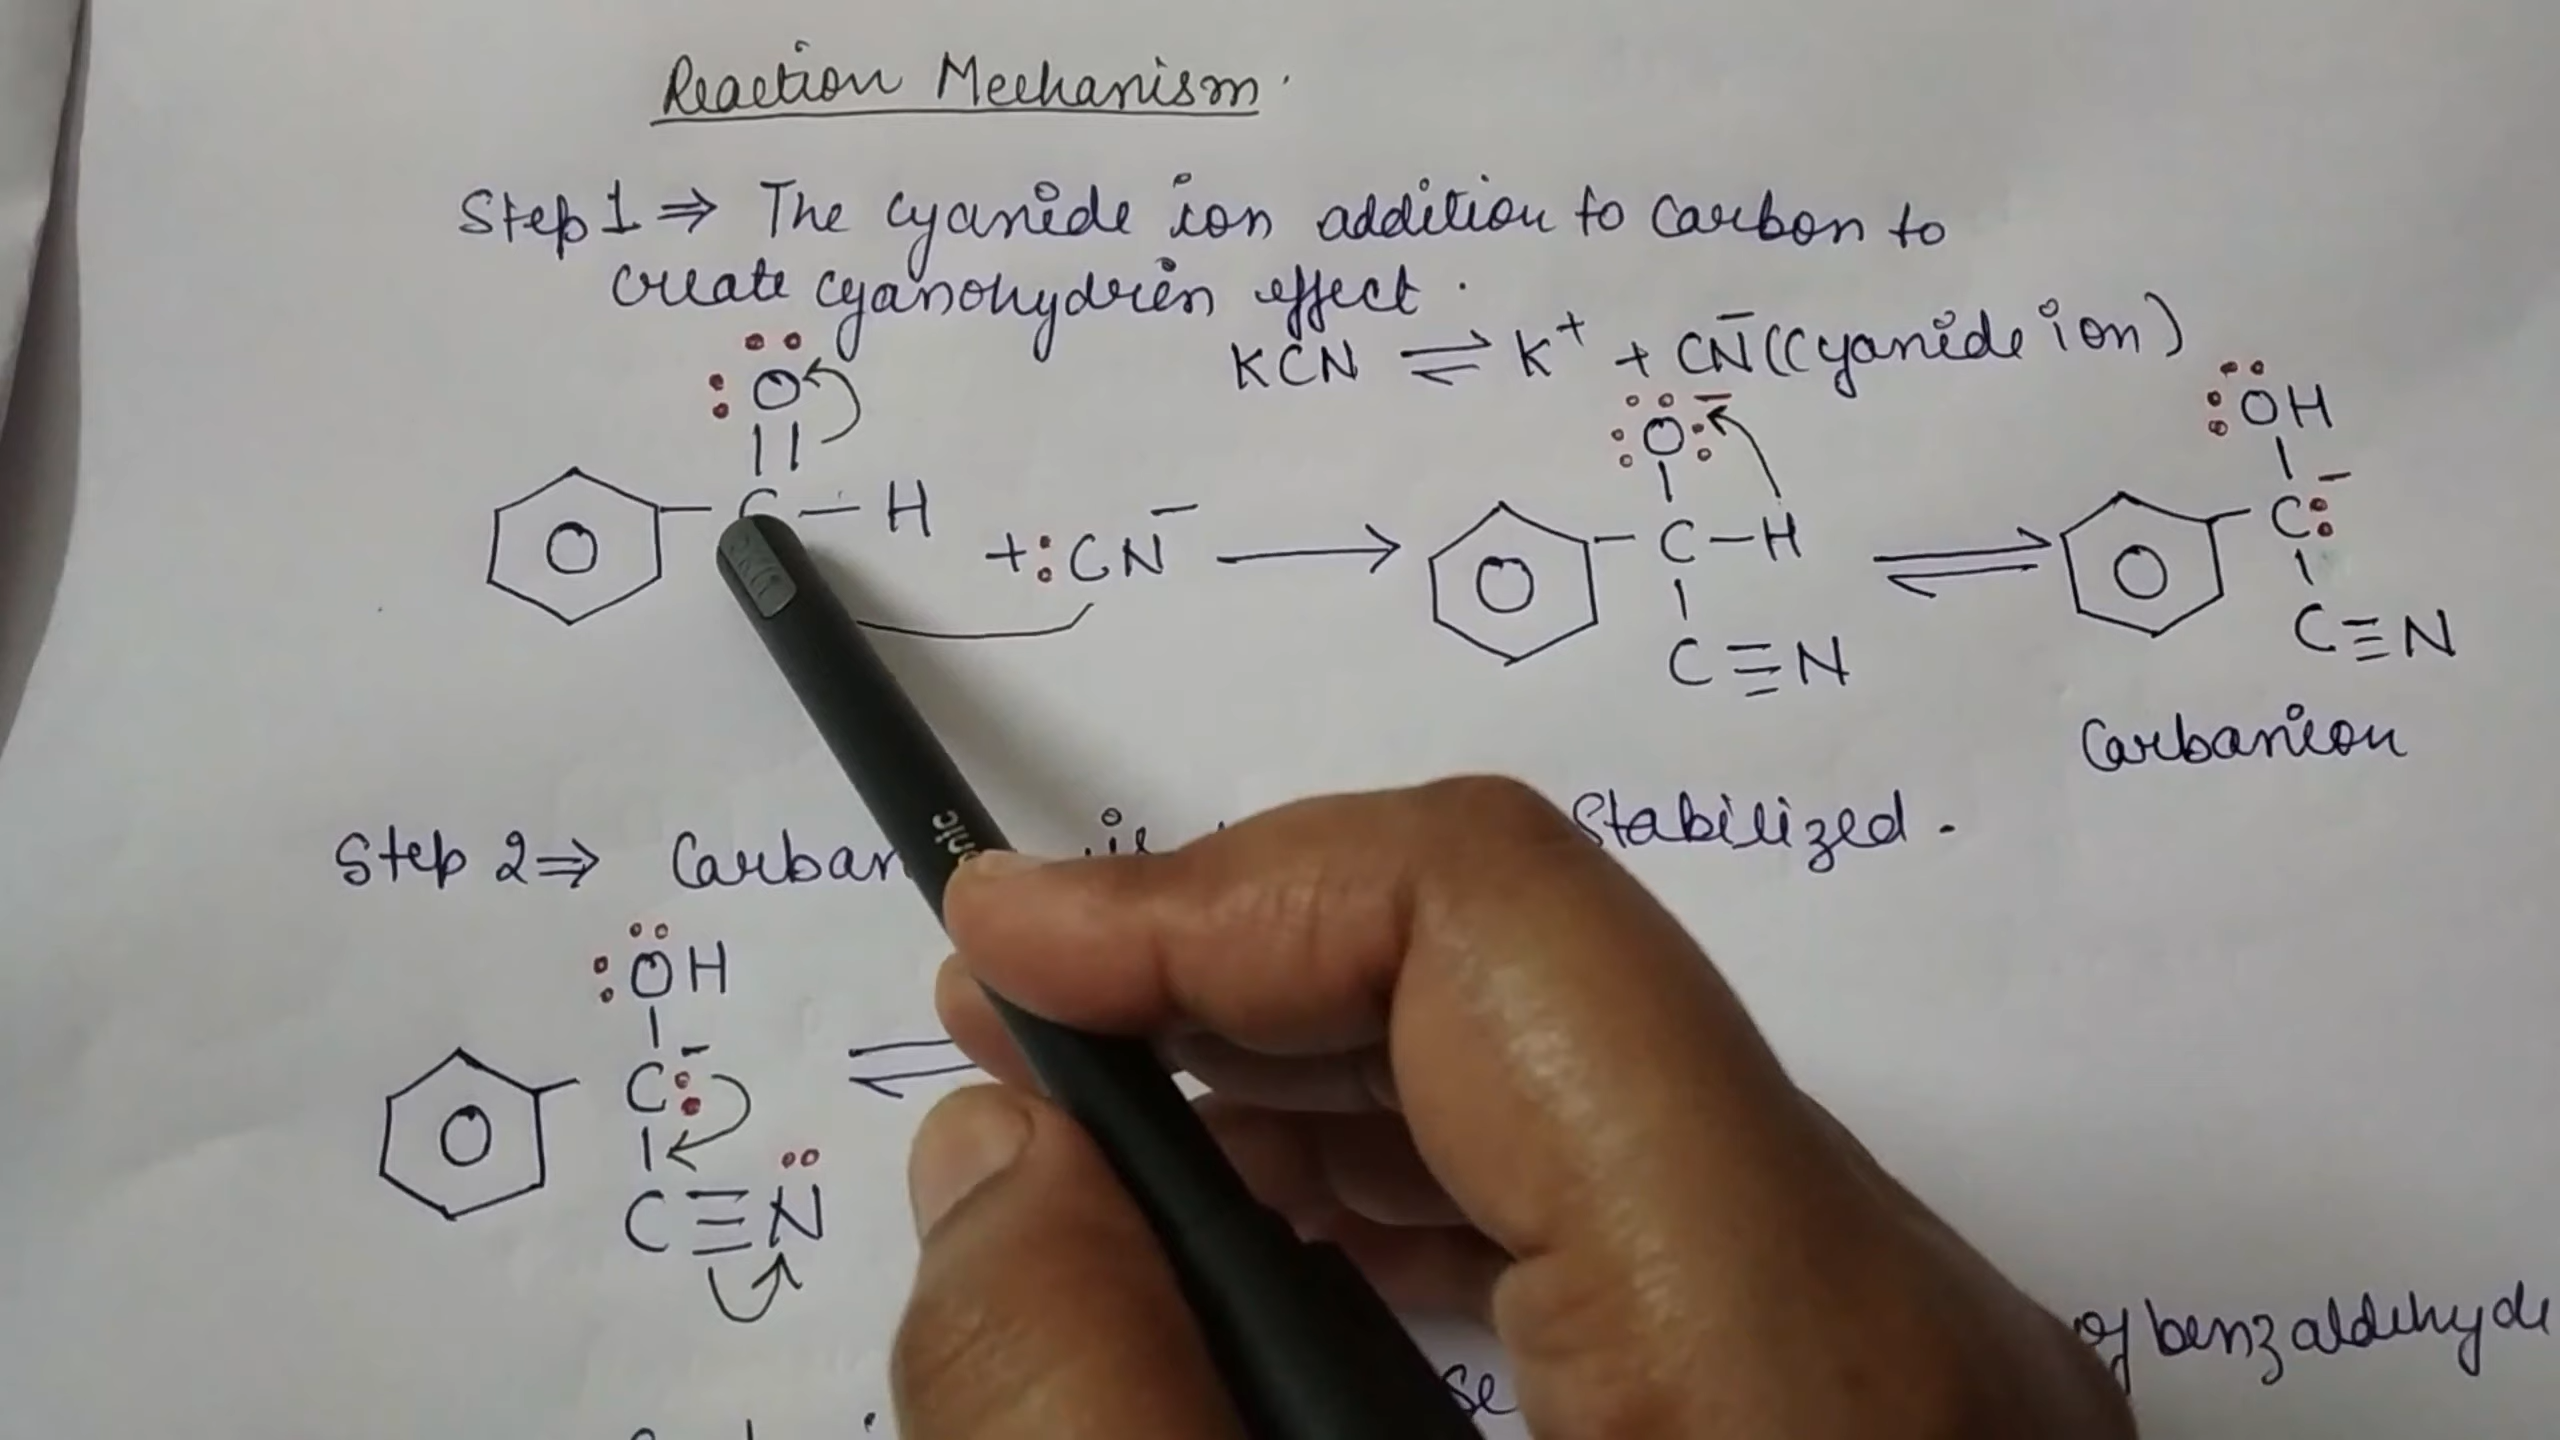 Reaction Mechanism.
Step 1 ⇒ The cyanide ion addition to carbon to
create cyanohydrin effect.
KCN ⇌ K⁺ + CN⁻ (Cyanide ion)
O
C — H
+ :CN⁻ →
O⁻
C — H
C≡N
⇌
OH
C:⁻
C≡N
Carbanion
Step 2 ⇒ is stabilized.
OH
C:⁻
C≡N
⇌
of benzaldehyde